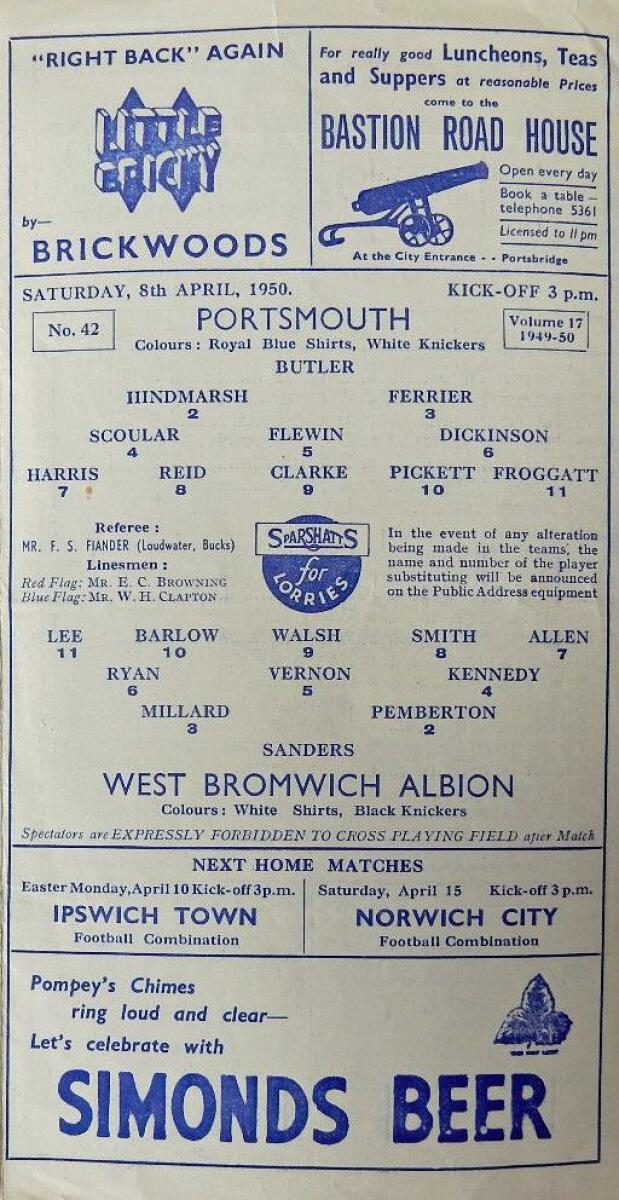 "RIGHT BACK" AGAIN
LITTLE
BRICKY
by—
BRICKWOODS
For really good Luncheons, Teas
and Suppers at reasonable Prices
come to the
BASTION ROAD HOUSE
Open every day
Book a table —
telephone 5361
Licensed to 11 pm
At the City Entrance - - Portsbridge
SATURDAY, 8th APRIL, 1950. KICK-OFF 3 p.m.
No. 42
PORTSMOUTH
Volume 17
1949-50
Colours: Royal Blue Shirts, White Knickers
BUTLER
HINDMARSH FERRIER
2 3
SCOULAR FLEWIN DICKINSON
4 5 6
HARRIS REID CLARKE PICKETT FROGGATT
7 8 9 10 11
Referee:
MR. F. S. FIANDER (Loudwater, Bucks)
Linesmen:
Red Flag: MR. E. C. BROWNING
Blue Flag: MR. W. H. CLAPTON
SPARSHATTS
for
LORRIES
In the event of any alteration
being made in the teams, the
name and number of the player
substituting will be announced
on the Public Address equipment
LEE BARLOW WALSH SMITH ALLEN
11 10 9 8 7
RYAN VERNON KENNEDY
6 5 4
MILLARD PEMBERTON
3 2
SANDERS
WEST BROMWICH ALBION
Colours: White Shirts, Black Knickers
Spectators are EXPRESSLY FORBIDDEN TO CROSS PLAYING FIELD after Match
NEXT HOME MATCHES
Easter Monday, April 10 Kick-off 3 p.m.
IPSWICH TOWN
Football Combination
Saturday, April 15 Kick-off 3 p.m.
NORWICH CITY
Football Combination
Pompey's Chimes
ring loud and clear—
Let's celebrate with
SIMONDS BEER